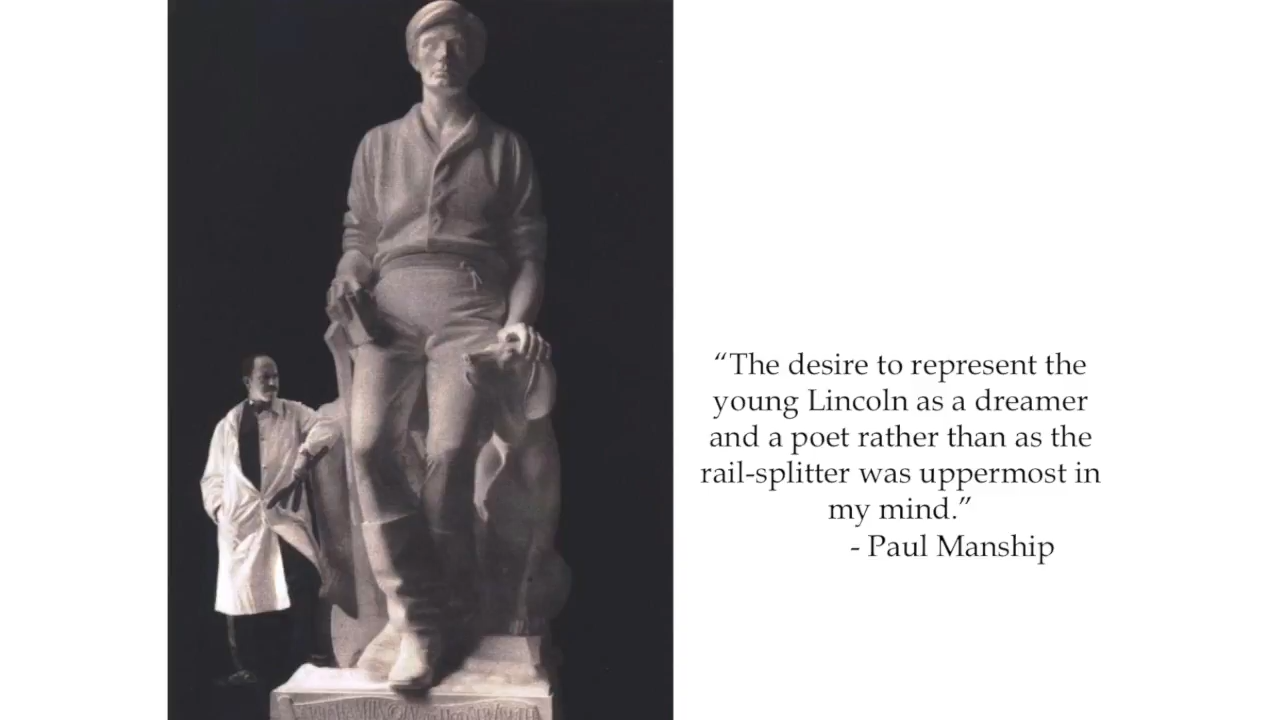 “The desire to represent the
young Lincoln as a dreamer
and a poet rather than as the
rail-splitter was uppermost in
my mind.”
- Paul Manship